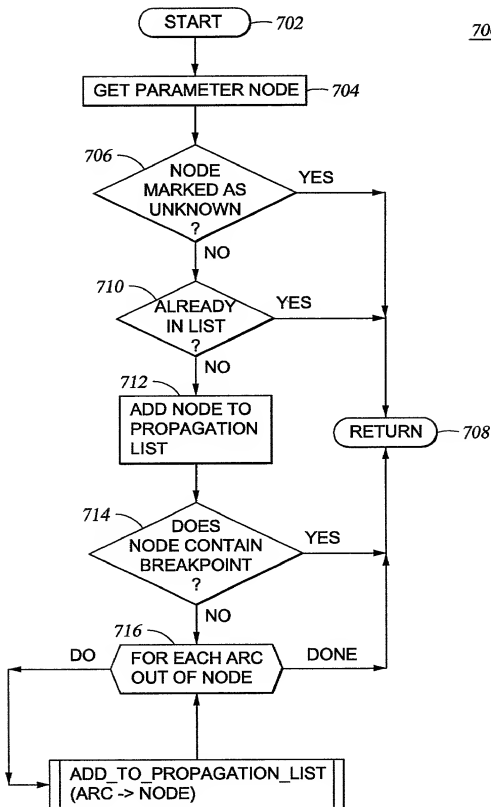 START
702
700
GET PARAMETER NODE
704
706
NODE
MARKED AS
UNKNOWN
?
YES
NO
710
ALREADY
IN LIST
?
YES
NO
712
ADD NODE TO
PROPAGATION
LIST
RETURN
708
714
DOES
NODE CONTAIN
BREAKPOINT
?
YES
NO
716
DO
FOR EACH ARC
OUT OF NODE
DONE
ADD_TO_PROPAGATION_LIST
(ARC -> NODE)